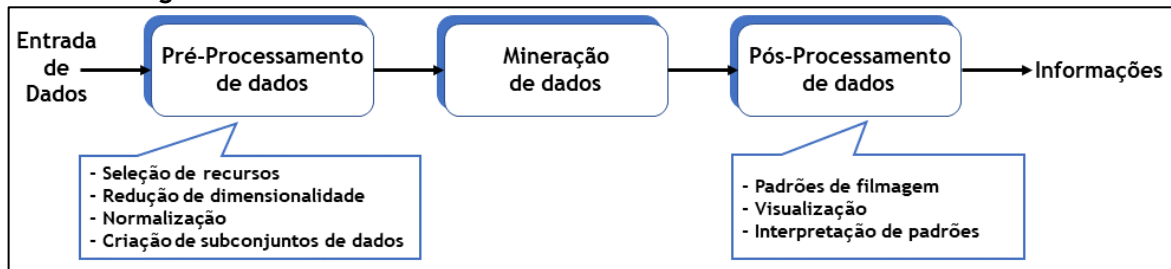 Entrada
de
Dados
Pré-Processamento
de dados
Mineração
de dados
Pós-Processamento
de dados
Informações
- Seleção de recursos
- Redução de dimensionalidade
- Normalização
- Criação de subconjuntos de dados
- Padrões de filmagem
- Visualização
- Interpretação de padrões